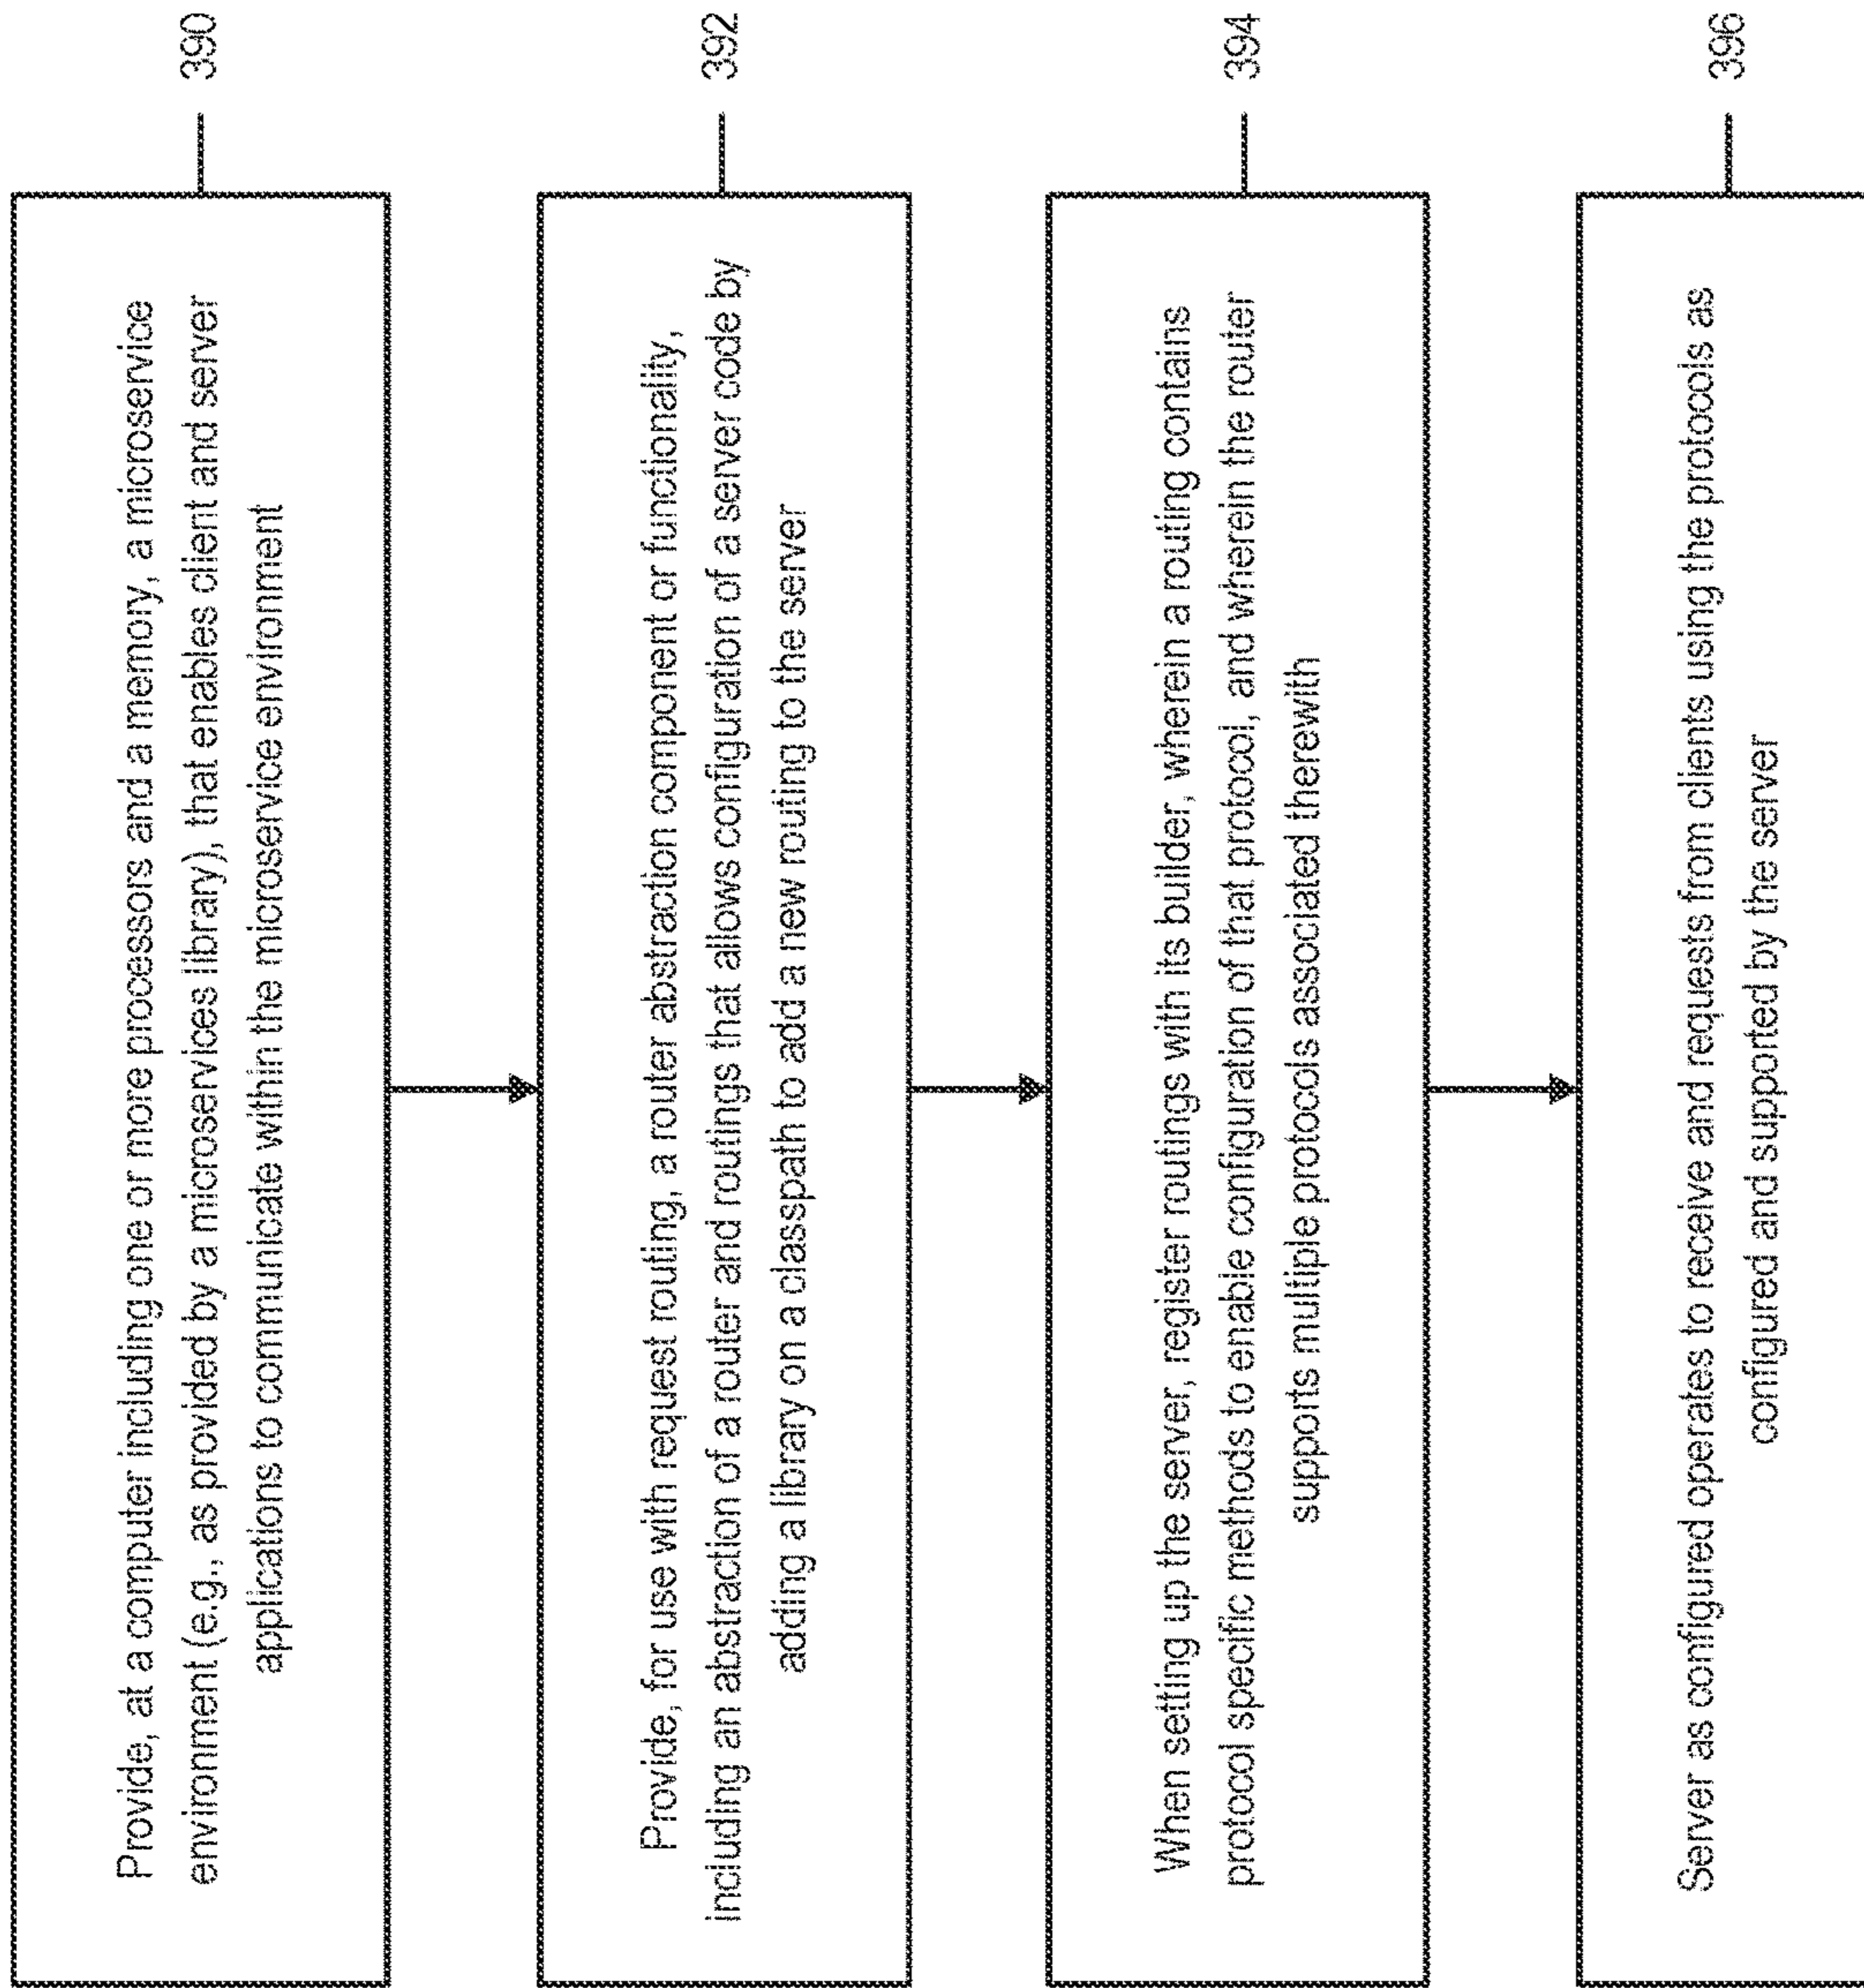 Provide, at a computer including one or more processors and a memory, a microservice
environment (e.g., as provided by a microservices library), that enables client and server
applications to communicate within the microservice environment
390
Provide, for use with request routing, a router abstraction component or functionality,
including an abstraction of a router and routings that allows configuration of a server code by
adding a library on a classpath to add a new routing to the server
392
When setting up the server, register routings with its builder, wherein a routing contains
protocol specific methods to enable configuration of that protocol, and wherein the router
supports multiple protocols associated therewith
394
Server as configured operates to receive and requests from clients using the protocols as
configured and supported by the server
396